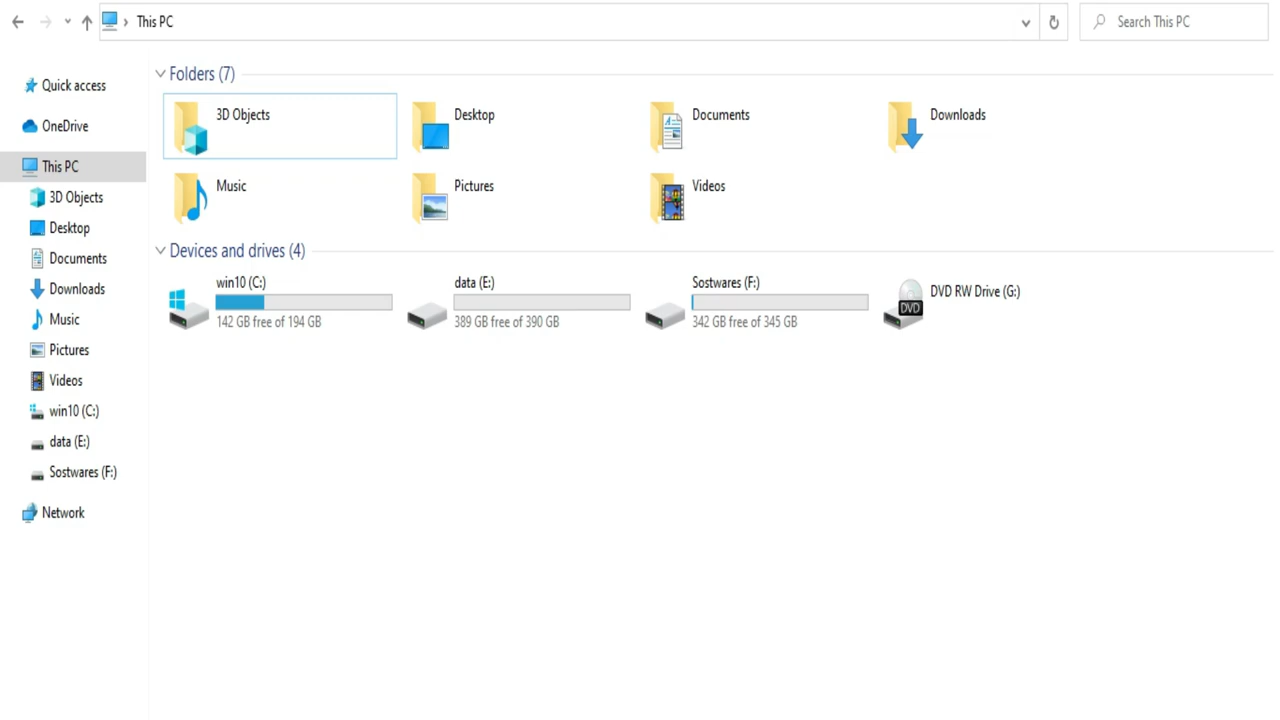 This PC
Search This PC
Quick access
OneDrive
This PC
3D Objects
Desktop
Documents
Downloads
Music
Pictures
Videos
win10 (C:)
data (E:)
Sostwares (F:)
Network
Folders (7)
3D Objects
Desktop
Documents
Downloads
Music
Pictures
Videos
Devices and drives (4)
win10 (C:)
142 GB free of 194 GB
data (E:)
389 GB free of 390 GB
Sostwares (F:)
342 GB free of 345 GB
DVD RW Drive (G:)
DVD